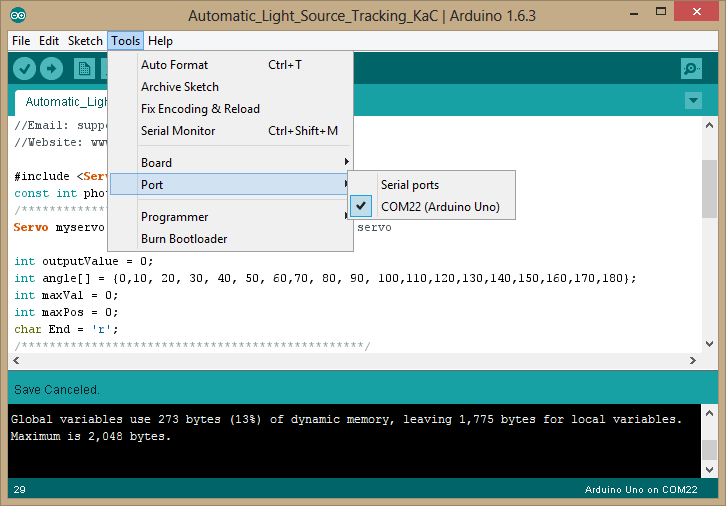 Automatic_Light_Source_Tracking_KaC | Arduino 1.6.3
File Edit Sketch Tools Help
Auto Format Ctrl+T
Archive Sketch
Fix Encoding & Reload
Serial Monitor Ctrl+Shift+M
Board
Port
Serial ports
COM22 (Arduino Uno)
Programmer
Burn Bootloader
Automatic_Ligh
//Email: suppo
//Website: www
#include <Servo
const int phot
/*************
Servo myservo servo
int outputValue = 0;
int angle[] = {0,10, 20, 30, 40, 50, 60,70, 80, 90, 100,110,120,130,140,150,160,170,180};
int maxVal = 0;
int maxPos = 0;
char End = 'r';
/*************************************************/
Save Canceled.
Global variables use 273 bytes (13%) of dynamic memory, leaving 1,775 bytes for local variables.
Maximum is 2,048 bytes.
29 Arduino Uno on COM22